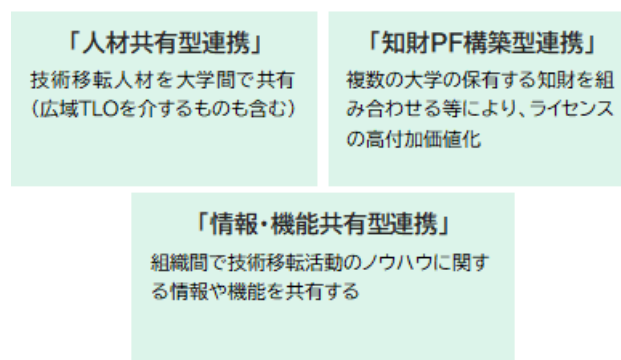 「人材共有型連携」
技術移転人材を大学間で共有
（広域TLOを介するものも含む）
「知財PF構築型連携」
複数の大学の保有する知財を組
み合わせる等により、ライセンス
の高付加価値化
「情報・機能共有型連携」
組織間で技術移転活動のノウハウに関す
る情報や機能を共有する